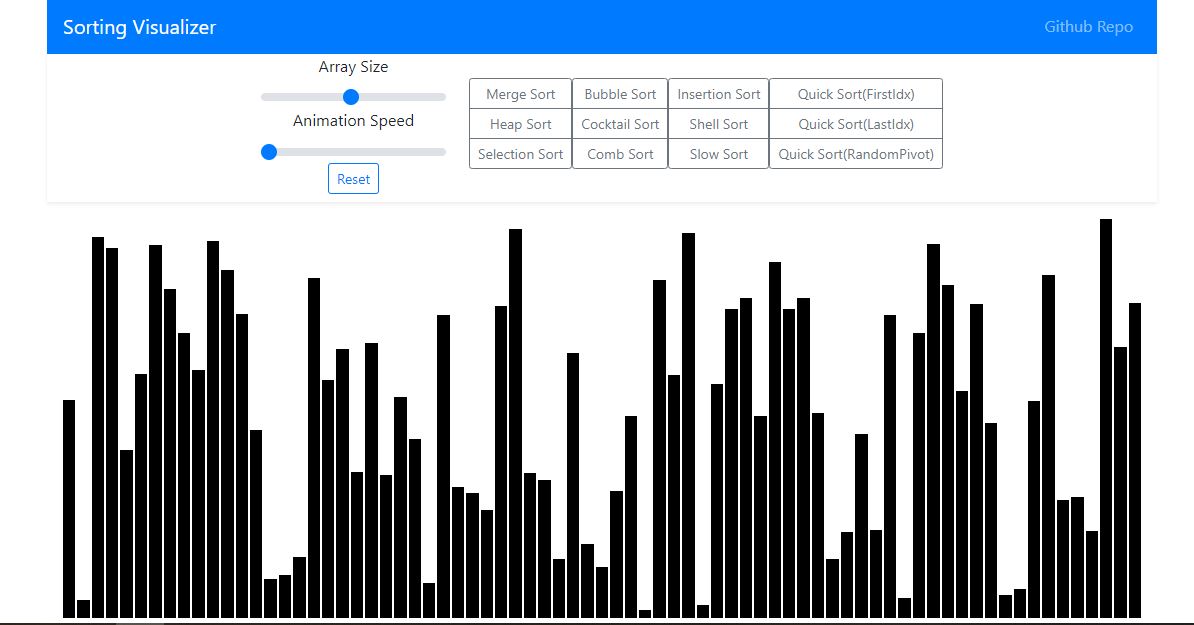 Sorting Visualizer
Github Repo
Array Size
Animation Speed
Reset
Merge Sort
Bubble Sort
Insertion Sort
Quick Sort(FirstIdx)
Heap Sort
Cocktail Sort
Shell Sort
Quick Sort(LastIdx)
Selection Sort
Comb Sort
Slow Sort
Quick Sort(RandomPivot)